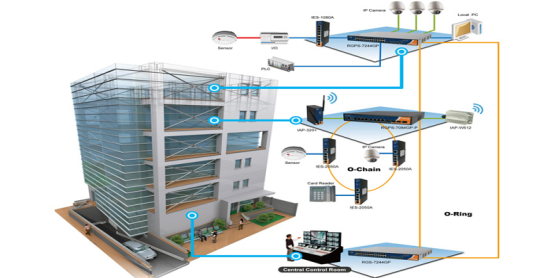 IP Camera
Local PC
IES-1080A
RGPS-7244GP
Sensor
I/O
PLC
IAP-3201
RGPS-7084GP-P
IAP-W512
Sensor
IP Camera
IES-2050A
IES-2050A
O-Chain
Card Reader
IES-2050A
O-Ring
RGS-7244GP
Central Control Room